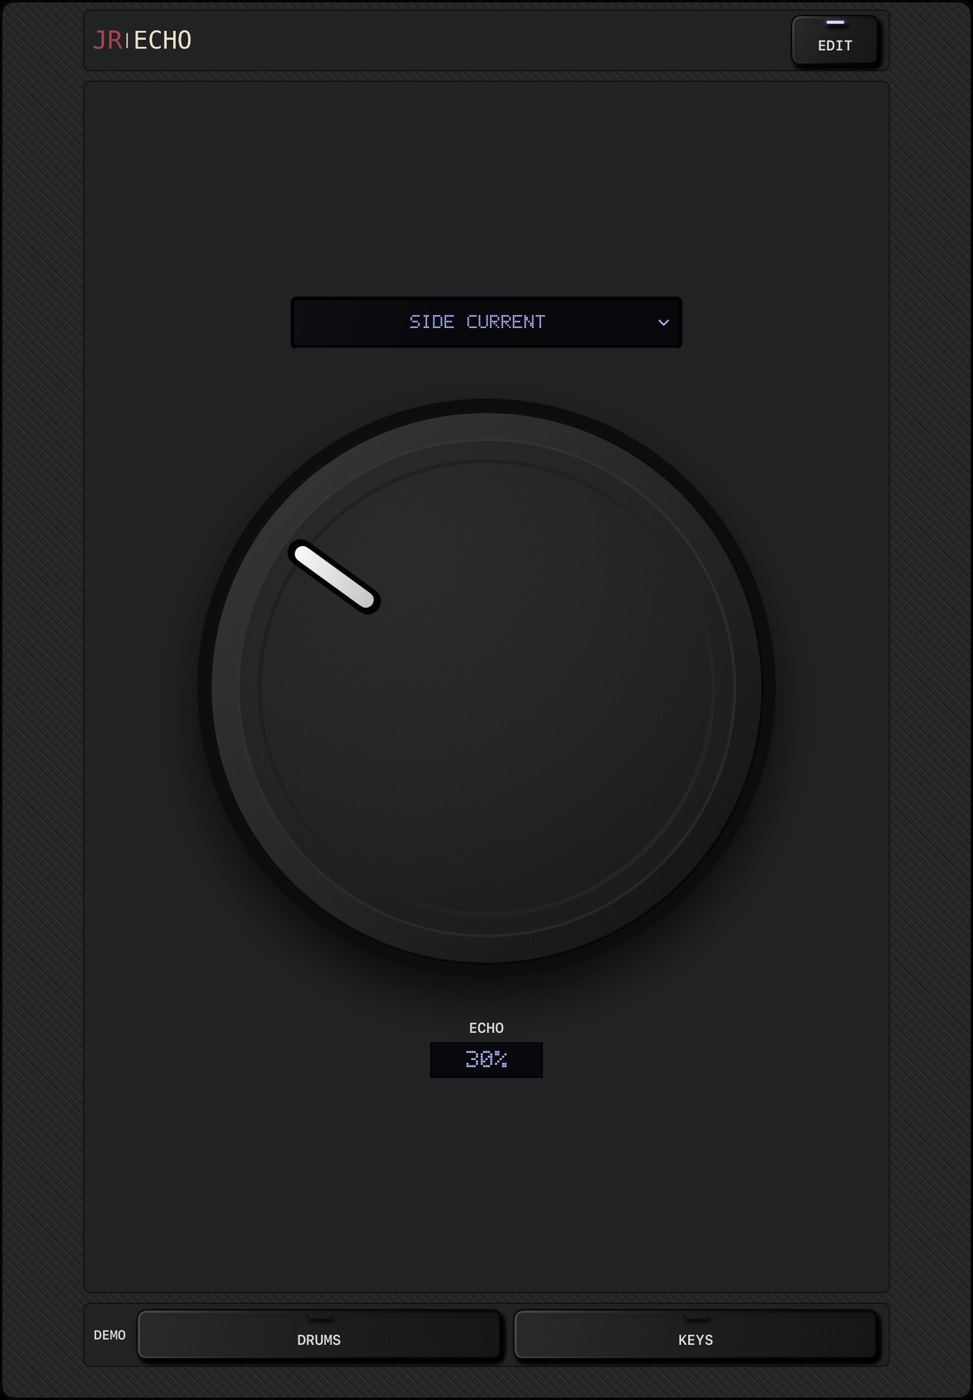 JR|ECHO
EDIT
SIDE CURRENT
ECHO
30%
DEMO
DRUMS
KEYS